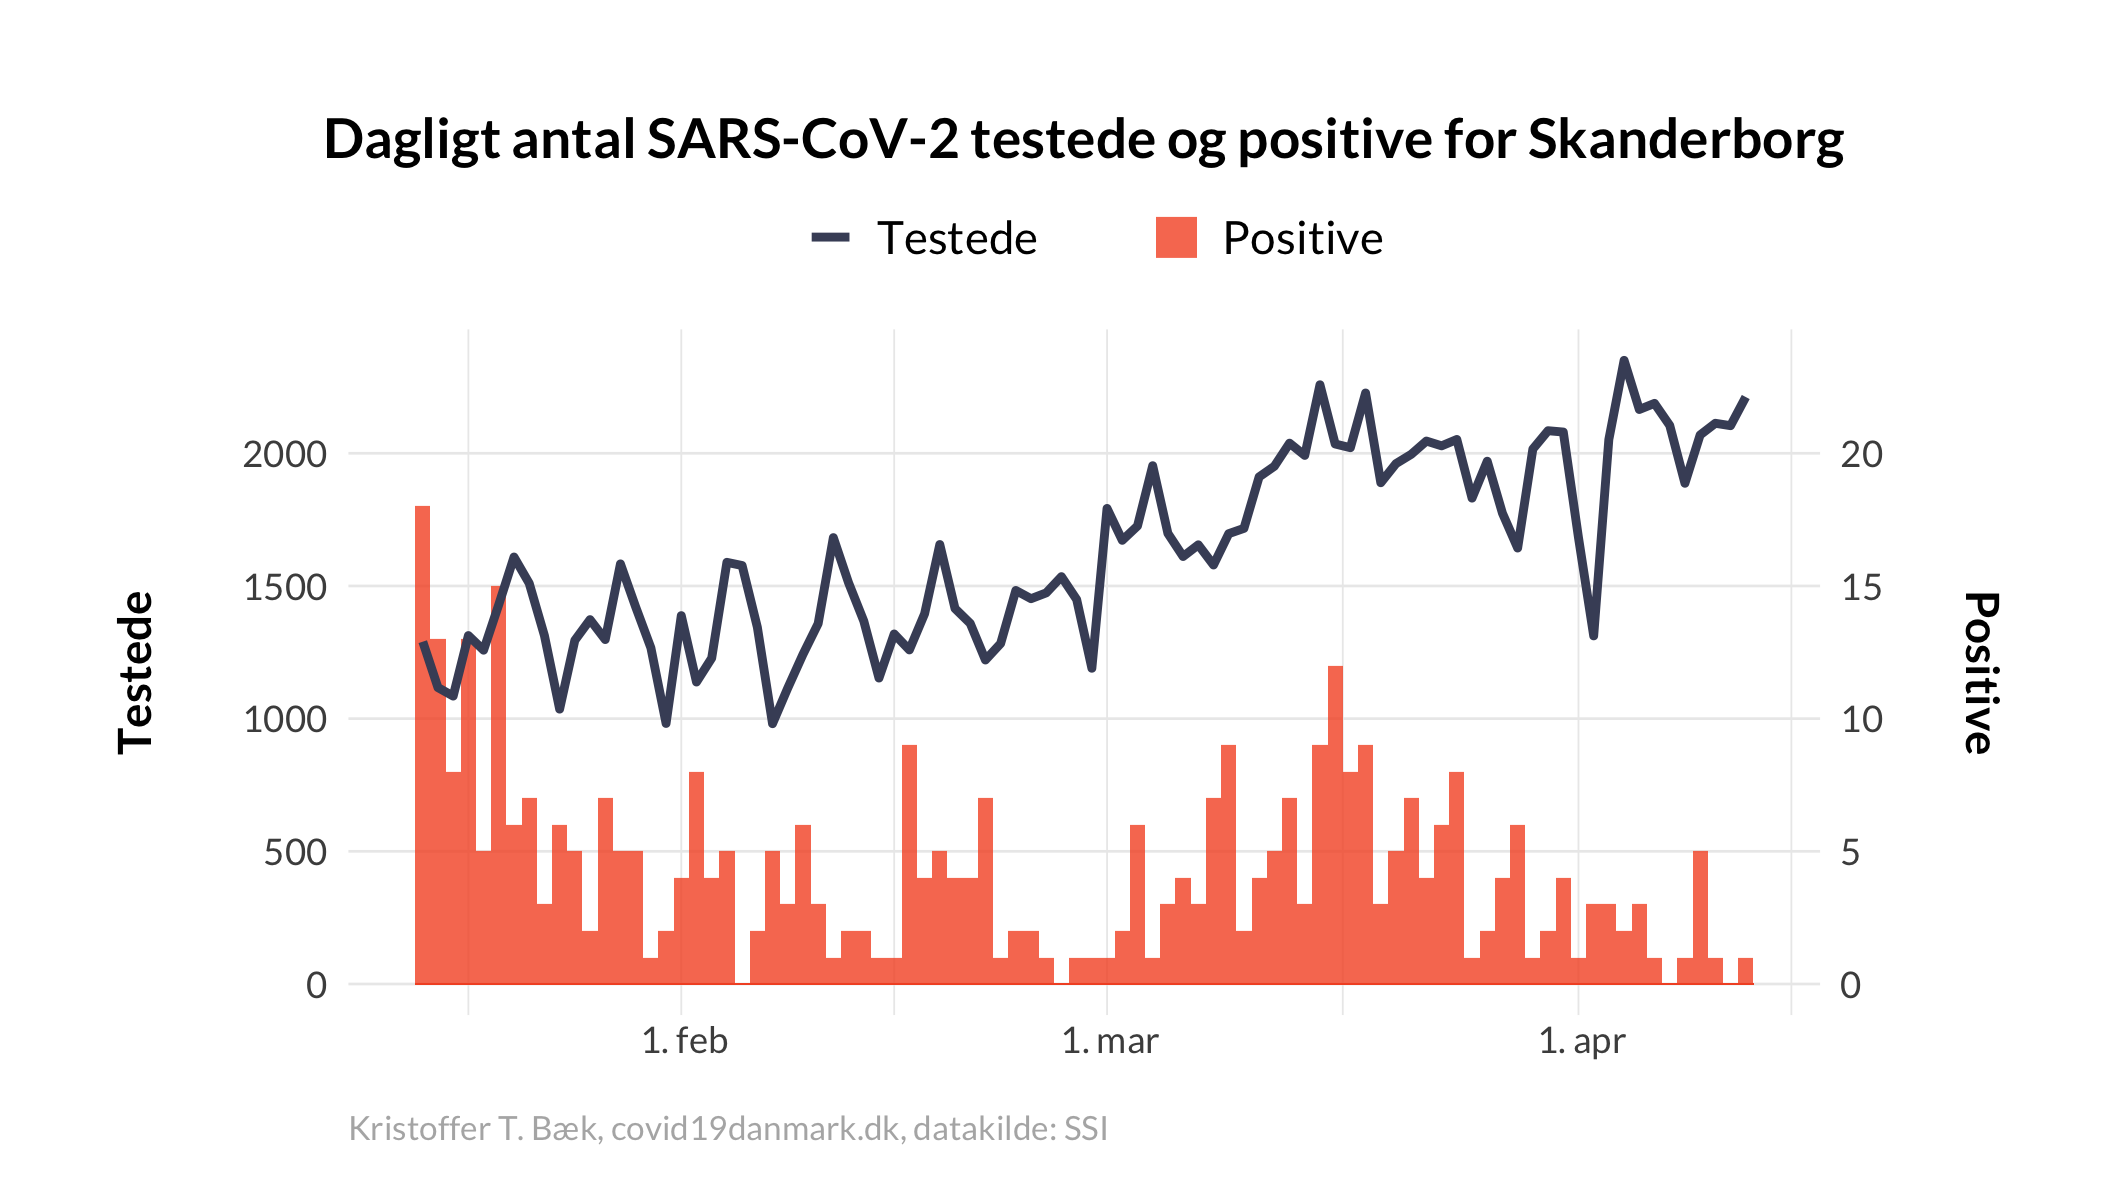 Dagligt antal SARS-CoV-2 testede og positive for Skanderborg
Testede
Positive
2000
1500
1000
500
0
Testede
20
15
10
5
0
Positive
1. feb
1. mar
1. apr
Kristoffer T. Bæk, covid19danmark.dk, datakilde: SSI